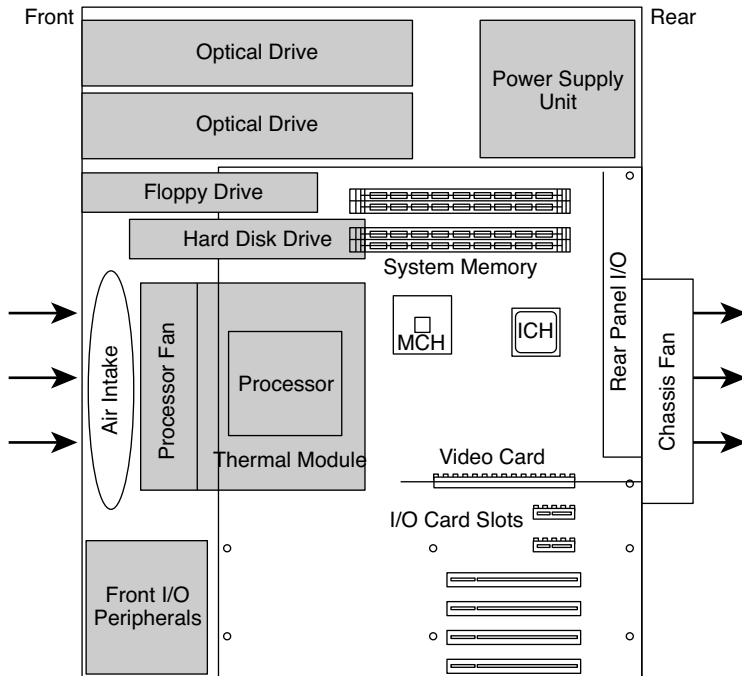 Front
Rear
Optical Drive
Power Supply
Unit
Optical Drive
Floppy Drive
Hard Disk Drive
System Memory
Rear Panel I/O
Air Intake
Processor Fan
Processor
Thermal Module
MCH
ICH
Chassis Fan
Video Card
I/O Card Slots
Front I/O
Peripherals